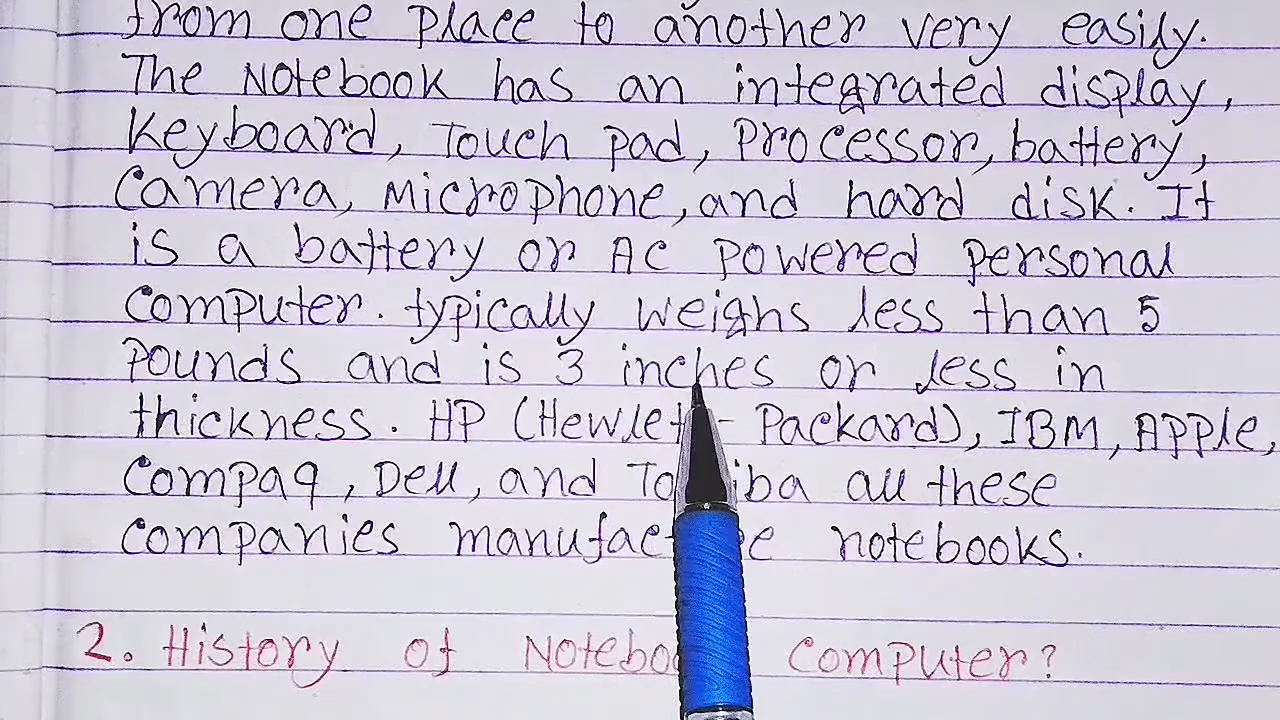 from one place to another very easily.
The Notebook has an integrated display,
Keyboard, Touch pad, Processor, battery,
Camera, Microphone, and hard disk. It
is a battery or AC powered personal
Computer. typically weighs less than 5
Pounds and is 3 inches or less in
thickness. HP (Hewlet - Packard), IBM, Apple,
Compaq, Dell, and all these
companies notebooks.
2. History of Computer?